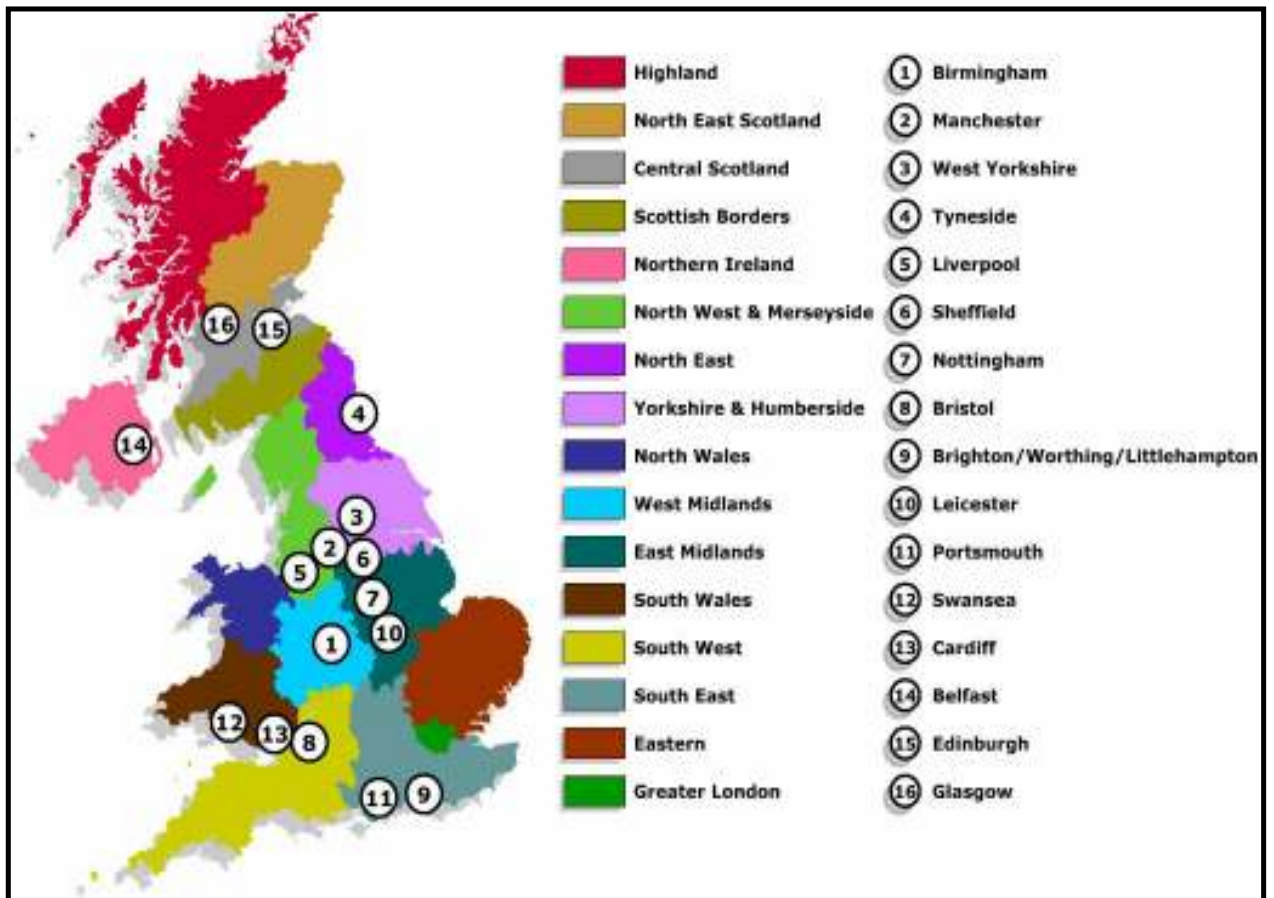 Highland
North East Scotland
Central Scotland
Scottish Borders
Northern Ireland
North West & Merseyside
North East
Yorkshire & Humberside
North Wales
West Midlands
East Midlands
South Wales
South West
South East
Eastern
Greater London
1 Birmingham
2 Manchester
3 West Yorkshire
4 Tyneside
5 Liverpool
6 Sheffield
7 Nottingham
8 Bristol
9 Brighton/Worthing/Littlehampton
10 Leicester
11 Portsmouth
12 Swansea
13 Cardiff
14 Belfast
15 Edinburgh
16 Glasgow
16 15
4
14
3
2
6
5
7
10
1
12
13 8
11 9